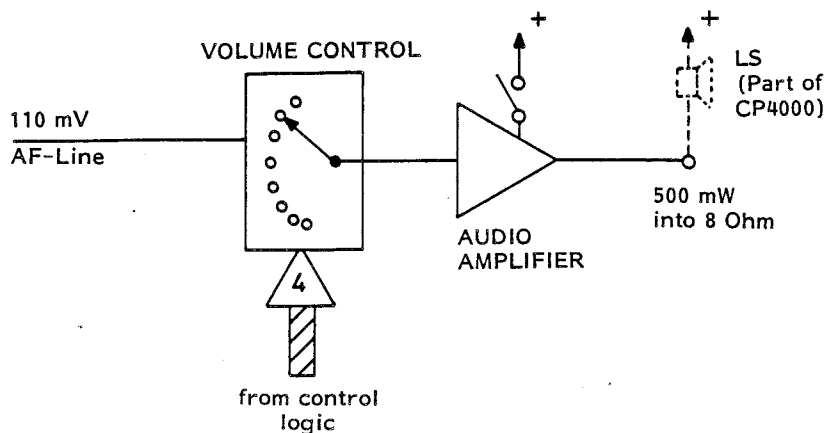 VOLUME CONTROL
110 mV
AF-Line
4
from control
logic
+
AUDIO
AMPLIFIER
+
LS
(Part of
CP4000)
500 mW
into 8 Ohm